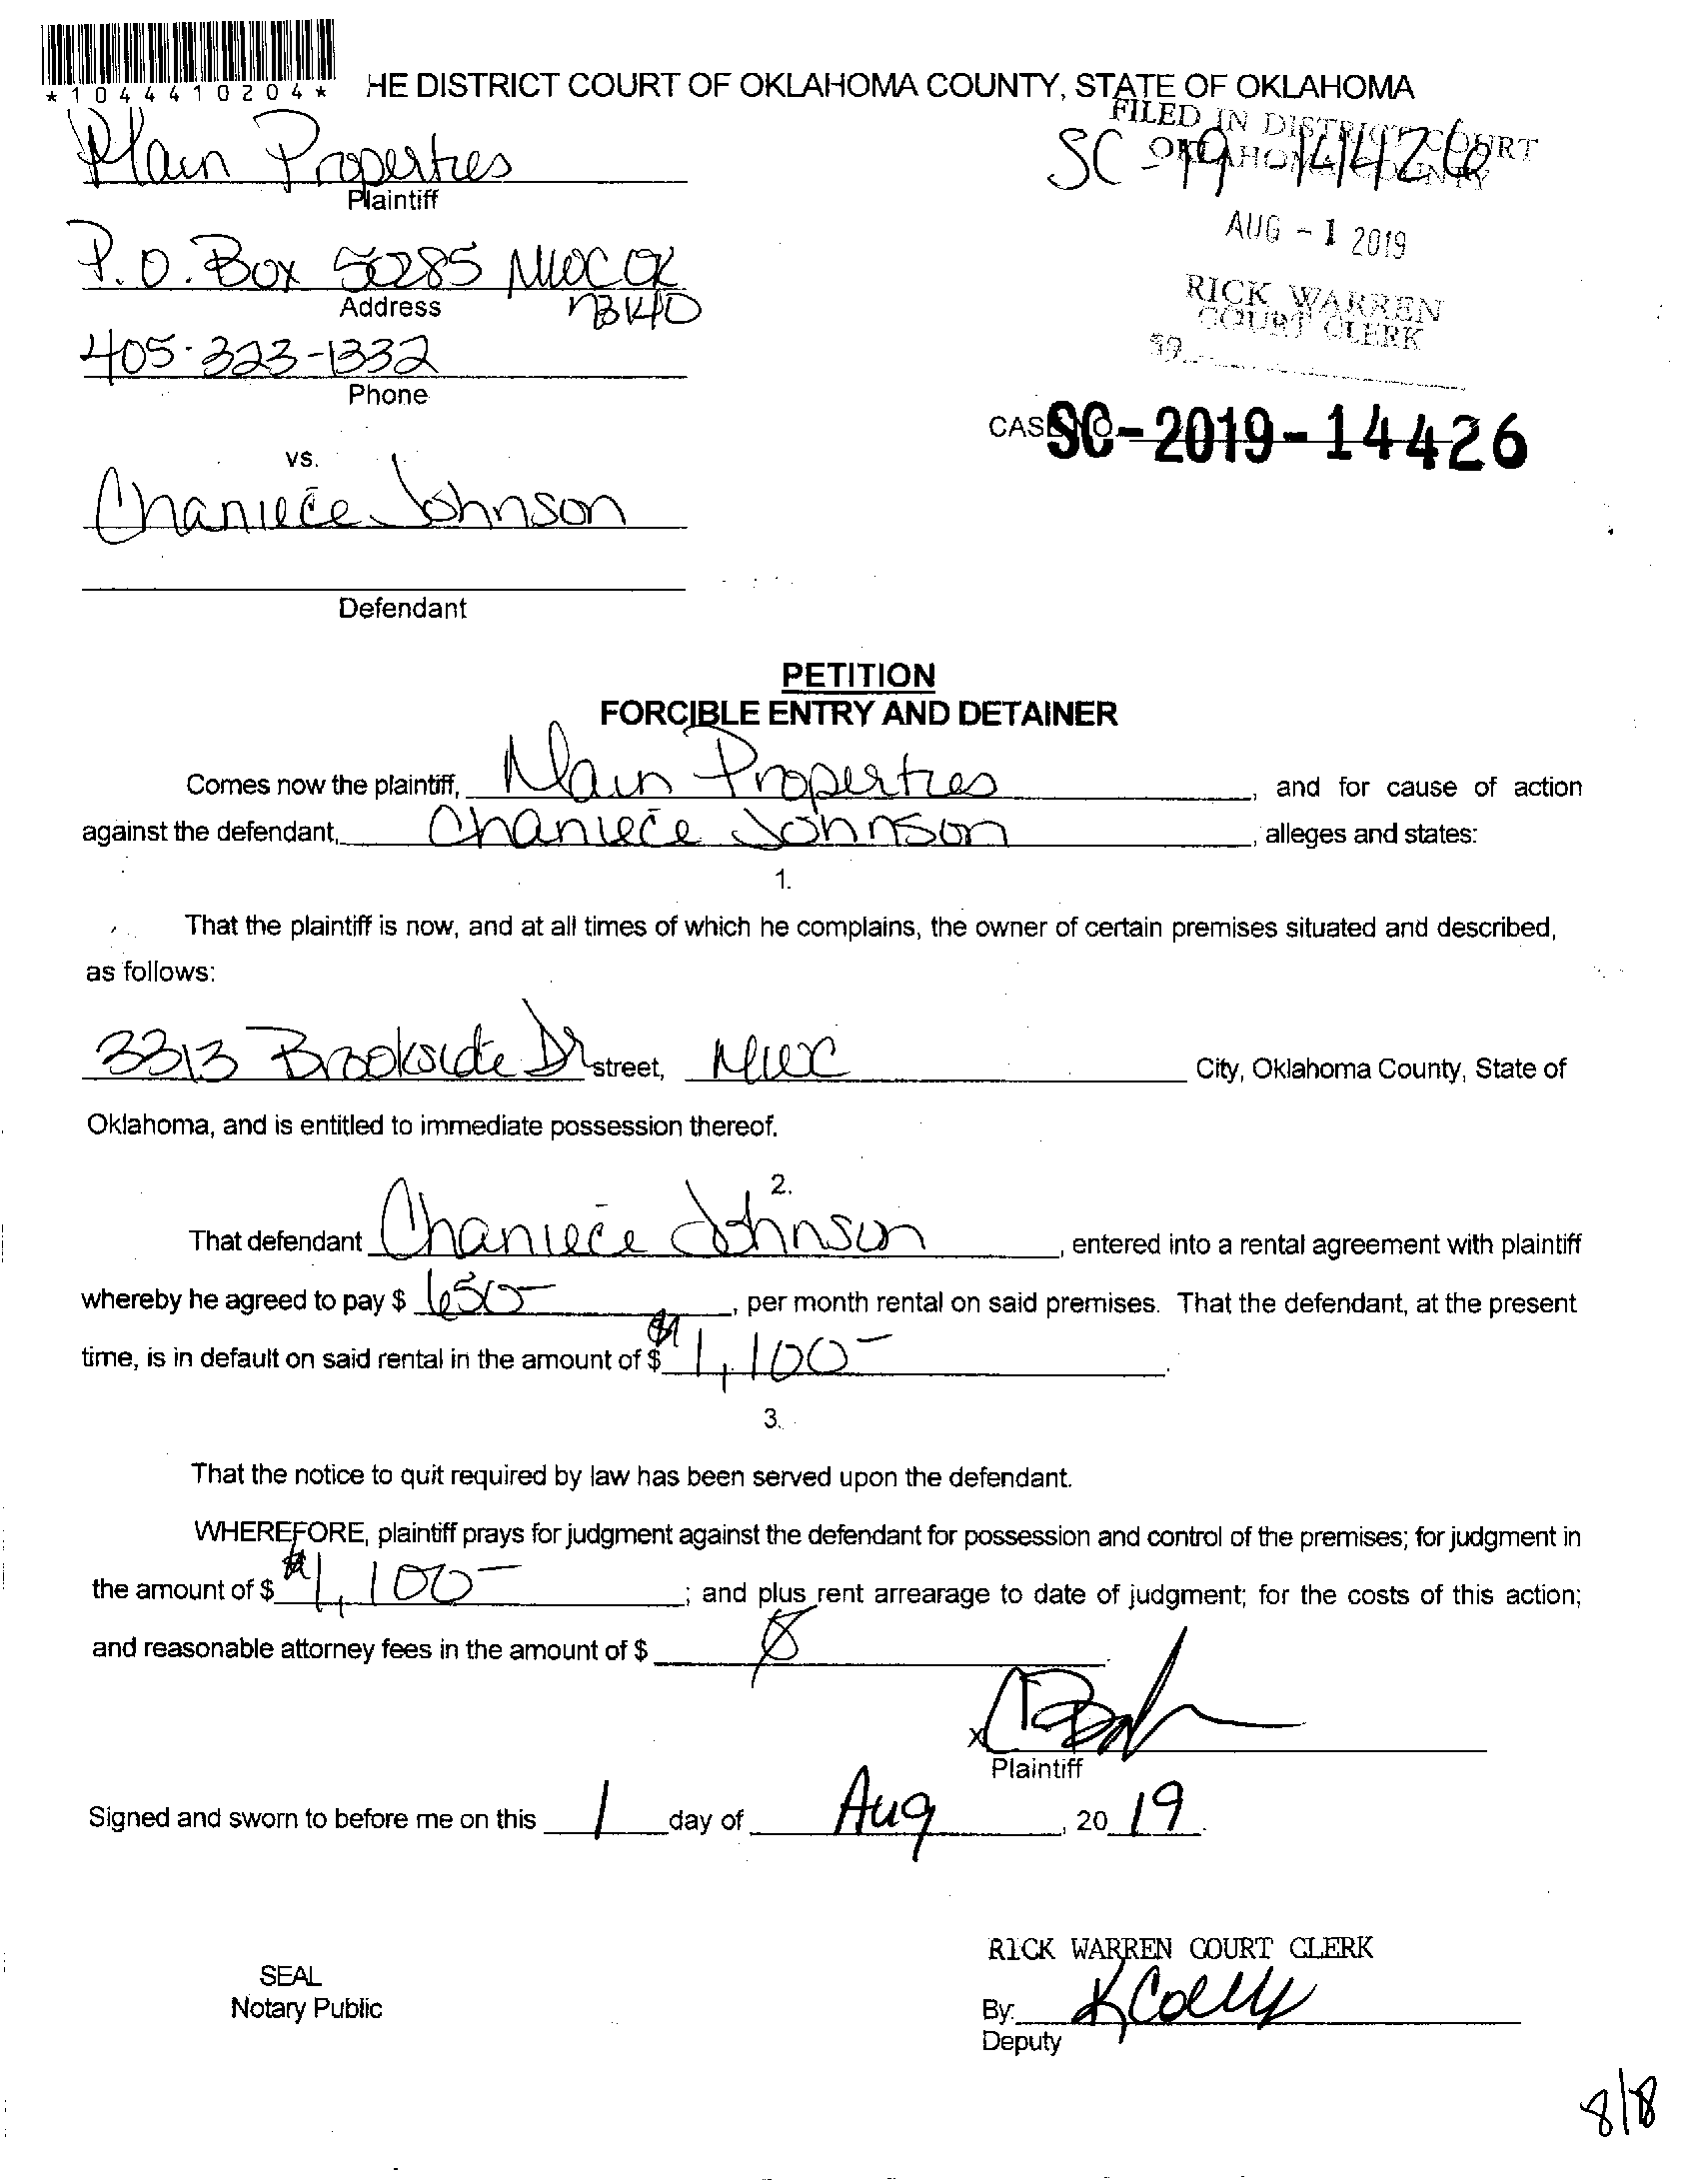 *1044410204*
HE DISTRICT COURT OF OKLAHOMA COUNTY, STATE OF OKLAHOMA
FILED IN DISTRICT COURT
OKLAHOMA COUNTY
SC-19 14426
Main Properties
Plaintiff
AUG - 1 2019
P.O. Box 50285 MWC OK
Address
73140
RICK WARREN
COURT CLERK
39
405-323-1332
Phone
CASE NO. SC-2019-14426
vs.
Chaniece Johnson
Defendant
PETITION
FORCIBLE ENTRY AND DETAINER
Comes now the plaintiff, Main Properties, and for cause of action
against the defendant, Chaniece Johnson, alleges and states:
1.
That the plaintiff is now, and at all times of which he complains, the owner of certain premises situated and described,
as follows:
3313 Brookside Dr street, MWC City, Oklahoma County, State of
Oklahoma, and is entitled to immediate possession thereof.
2.
That defendant Chaniece Johnson, entered into a rental agreement with plaintiff
whereby he agreed to pay $ 650-, per month rental on said premises. That the defendant, at the present
time, is in default on said rental in the amount of $ 1,100-.
3.
That the notice to quit required by law has been served upon the defendant.
WHEREFORE, plaintiff prays for judgment against the defendant for possession and control of the premises; for judgment in
the amount of $ 1,100-; and plus rent arrearage to date of judgment; for the costs of this action;
and reasonable attorney fees in the amount of $ 0
X
Plaintiff
Signed and sworn to before me on this 1 day of Aug, 20 19.
RICK WARREN COURT CLERK
SEAL
Notary Public
By:
Deputy
8/8